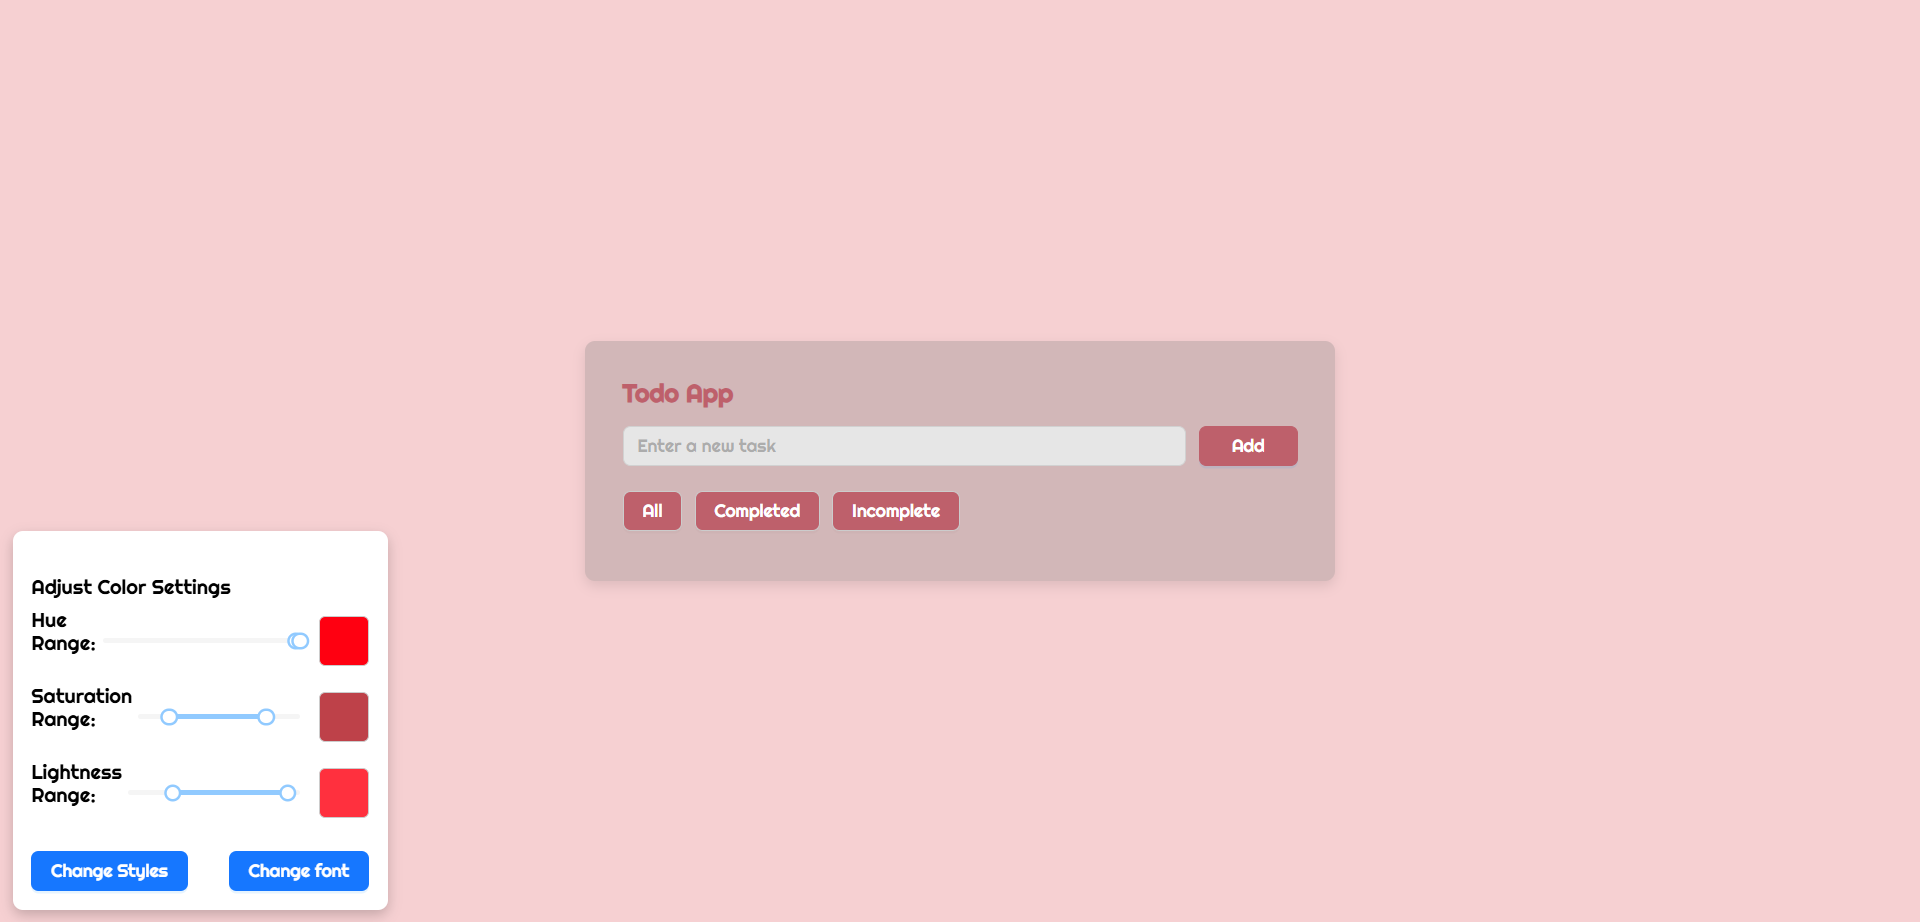 Todo App
Enter a new task
Add
All
Completed
Incomplete
Adjust Color Settings
Hue
Range:
Saturation
Range:
Lightness
Range:
Change Styles
Change font